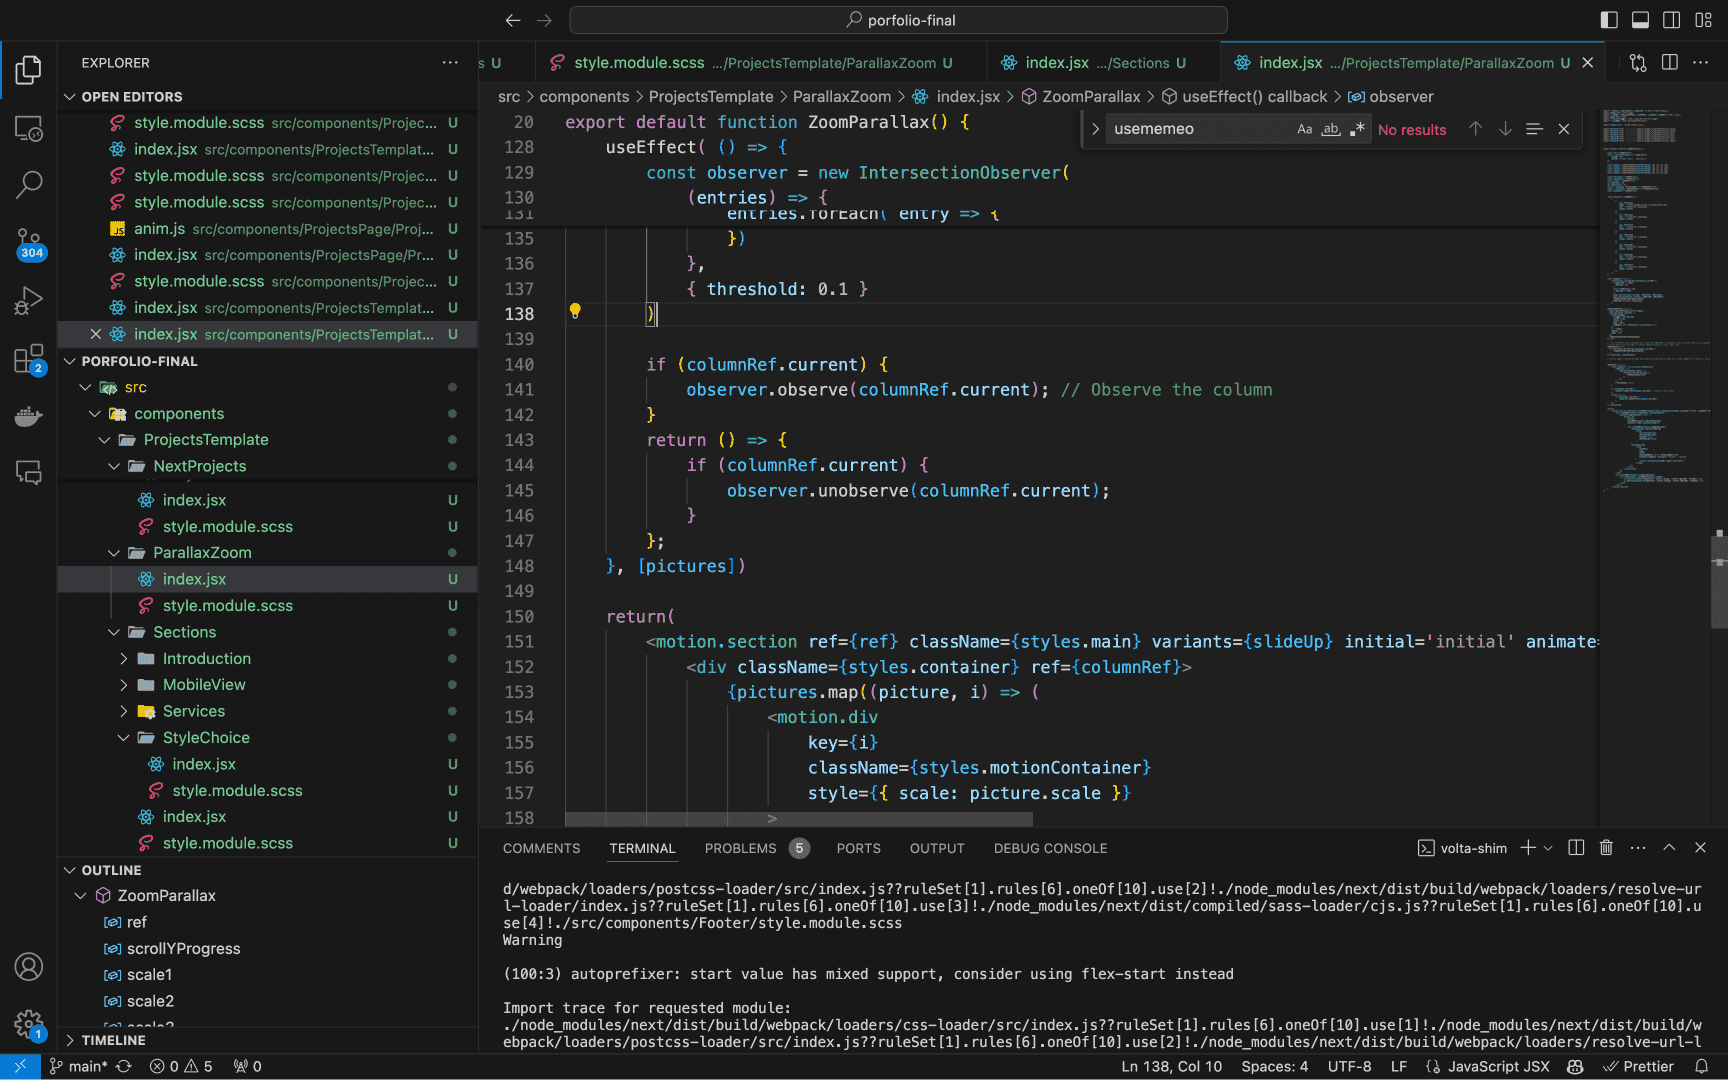 porfolio-final
EXPLORER
OPEN EDITORS
style.module.scss src/components/Projec... U
index.jsx src/components/ProjectsTemplat... U
style.module.scss src/components/Projec... U
style.module.scss src/components/Projec... U
JS anim.js src/components/ProjectsPage/Proj... U
index.jsx src/components/ProjectsPage/Pr... U
style.module.scss src/components/Projec... U
index.jsx src/components/ProjectsTemplat... U
index.jsx src/components/ProjectsTemplat... U
PORFOLIO-FINAL
src
components
ProjectsTemplate
NextProjects
index.jsx U
style.module.scss U
ParallaxZoom
index.jsx U
style.module.scss U
Sections
Introduction
MobileView
Services
StyleChoice
index.jsx U
style.module.scss U
index.jsx U
style.module.scss U
OUTLINE
ZoomParallax
ref
scrollYProgress
scale1
scale2
TIMELINE
304
2
1
s U
style.module.scss .../ProjectsTemplate/ParallaxZoom U
index.jsx .../Sections U
index.jsx .../ProjectsTemplate/ParallaxZoom U
src > components > ProjectsTemplate > ParallaxZoom > index.jsx > ZoomParallax > useEffect() callback > observer
usememeo Aa ab .* No results
20 export default function ZoomParallax() {
128 useEffect( () => {
129 const observer = new IntersectionObserver(
130 (entries) => {
131 entries.forEach( entry => {
135 })
136 },
137 { threshold: 0.1 }
138 )
139
140 if (columnRef.current) {
141 observer.observe(columnRef.current); // Observe the column
142 }
143 return () => {
144 if (columnRef.current) {
145 observer.unobserve(columnRef.current);
146 }
147 };
148 }, [pictures])
149
150 return(
151 <motion.section ref={ref} className={styles.main} variants={slideUp} initial='initial' animate=
152 <div className={styles.container} ref={columnRef}>
153 {pictures.map((picture, i) => (
154 <motion.div
155 key={i}
156 className={styles.motionContainer}
157 style={{ scale: picture.scale }}
158 >
COMMENTS TERMINAL PROBLEMS 5 PORTS OUTPUT DEBUG CONSOLE
volta-shim
d/webpack/loaders/postcss-loader/src/index.js??ruleSet[1].rules[6].oneOf[10].use[2]!./node_modules/next/dist/build/webpack/loaders/resolve-ur
l-loader/index.js??ruleSet[1].rules[6].oneOf[10].use[3]!./node_modules/next/dist/compiled/sass-loader/cjs.js??ruleSet[1].rules[6].oneOf[10].u
se[4]!./src/components/Footer/style.module.scss
Warning
(100:3) autoprefixer: start value has mixed support, consider using flex-start instead
Import trace for requested module:
./node_modules/next/dist/build/webpack/loaders/css-loader/src/index.js??ruleSet[1].rules[6].oneOf[10].use[1]!./node_modules/next/dist/build/w
ebpack/loaders/postcss-loader/src/index.js??ruleSet[1].rules[6].oneOf[10].use[2]!./node_modules/next/dist/build/webpack/loaders/resolve-url-l
main* 0 5 0
Ln 138, Col 10 Spaces: 4 UTF-8 LF JavaScript JSX Prettier